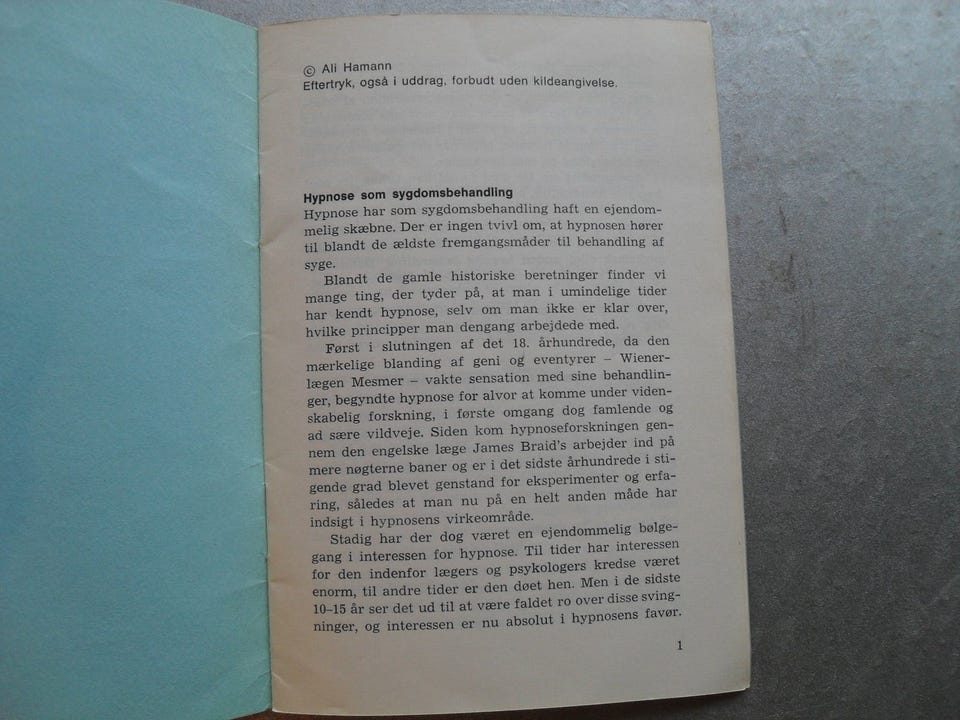 © Ali Hamann
Eftertryk, også i uddrag, forbudt uden kildeangivelse.
Hypnose som sygdomsbehandling
Hypnose har som sygdomsbehandling haft en ejendom-
melig skæbne. Der er ingen tvivl om, at hypnosen hører
til blandt de ældste fremgangsmåder til behandling af
syge.
Blandt de gamle historiske beretninger finder vi
mange ting, der tyder på, at man i umindelige tider
har kendt hypnose, selv om man ikke er klar over,
hvilke principper man dengang arbejdede med.
Først i slutningen af det 18. århundrede, da den
mærkelige blanding af geni og eventyrer – Wiener-
lægen Mesmer – vakte sensation med sine behandlin-
ger, begyndte hypnose for alvor at komme under viden-
skabelig forskning, i første omgang dog famlende og
ad sære vildveje. Siden kom hypnoseforskningen gen-
nem den engelske læge James Braid's arbejder ind på
mere nøgterne baner og er i det sidste århundrede i sti-
gende grad blevet genstand for eksperimenter og erfa-
ring, således at man nu på en helt anden måde har
indsigt i hypnosens virkeområde.
Stadig har der dog været en ejendommelig bølge-
gang i interessen for hypnose. Til tider har interessen
for den indenfor lægers og psykologers kredse været
enorm, til andre tider er den døet hen. Men i de sidste
10–15 år ser det ud til at være faldet ro over disse sving-
ninger, og interessen er nu absolut i hypnosens favør.
1